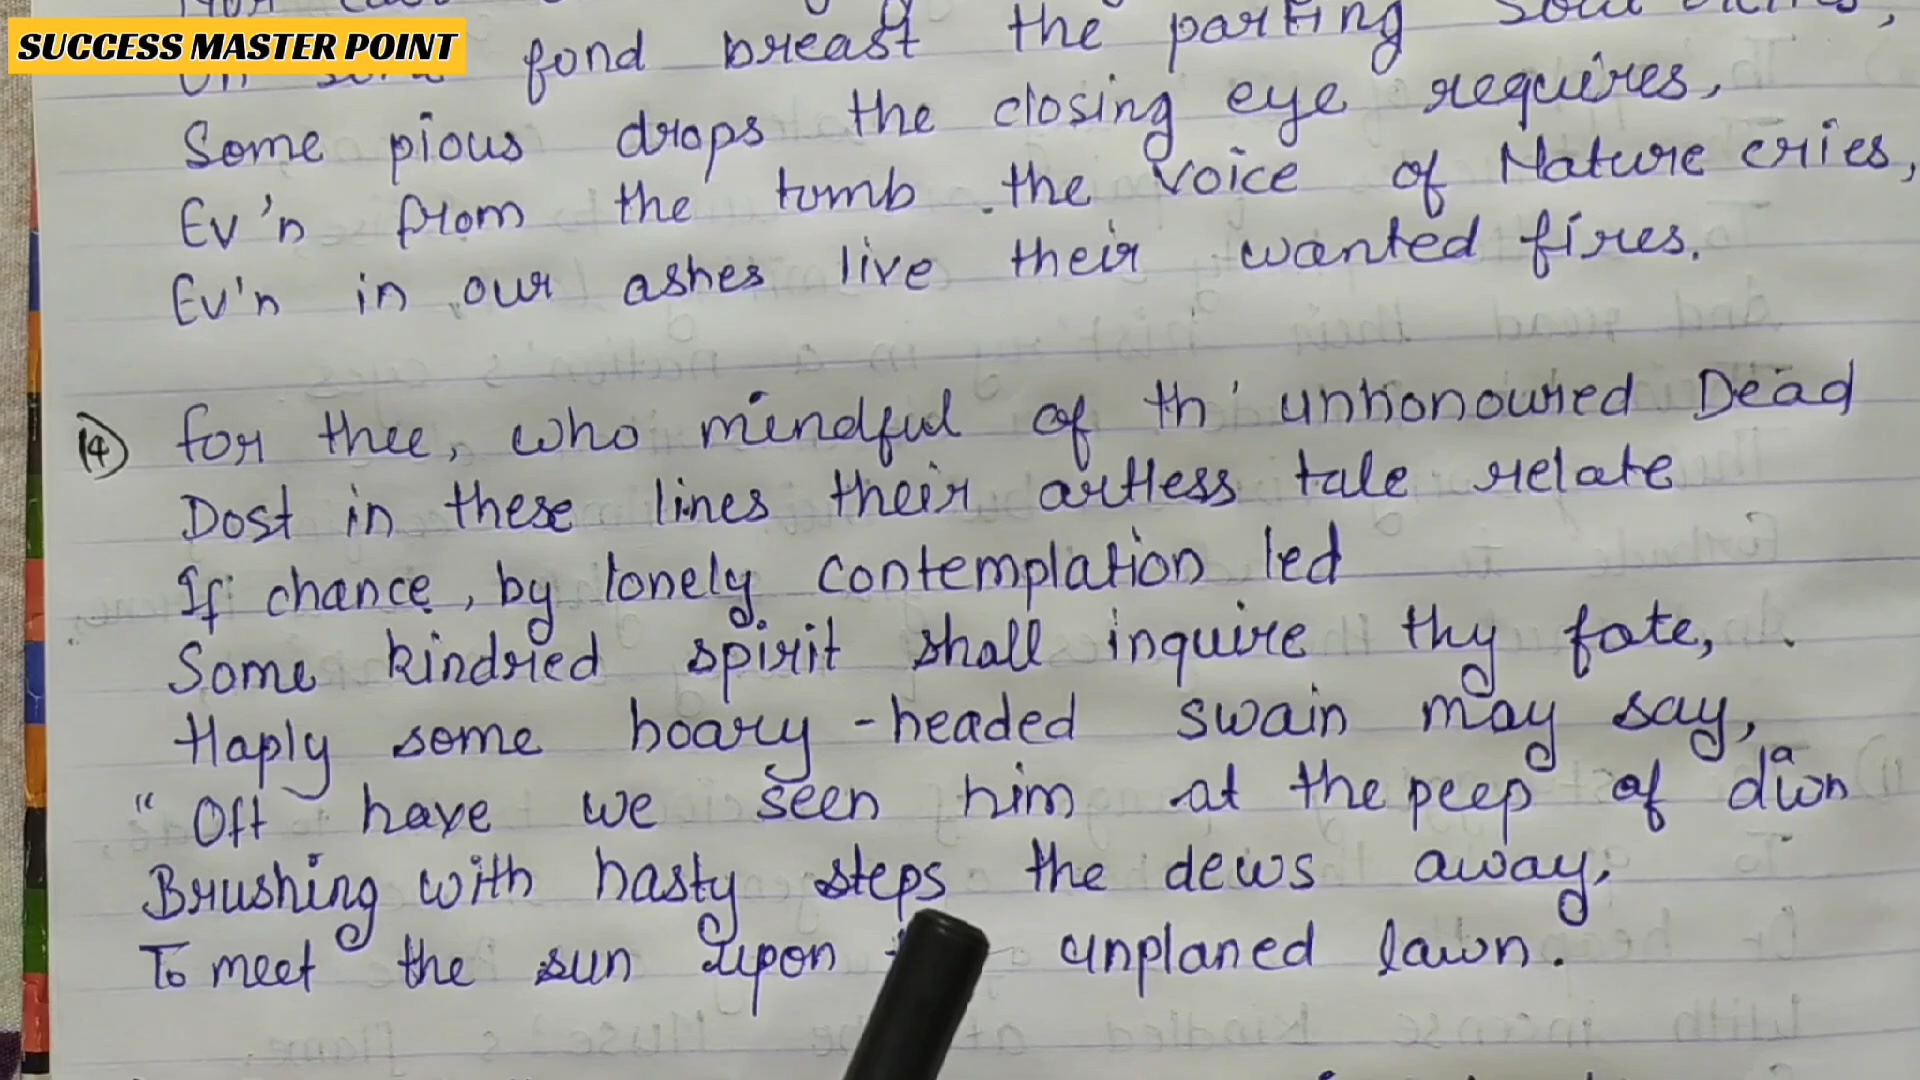 SUCCESS MASTER POINT
fond breast the parting
Some pious drops the closing eye requires,
Ev'n from the tomb the voice of Nature cries,
Ev'n in our ashes live their wanted fires.
14 for thee, who mindful of th' unhonoured Dead
Dost in these lines their artless tale relate
If chance, by lonely contemplation led
Some kindried spirit shall inquire thy fate,
Haply some hoary-headed swain may say,
"Oft have we seen him at the peep of
Brushing with hasty steps the dews away,
To meet the sun upon unplaned lawn.